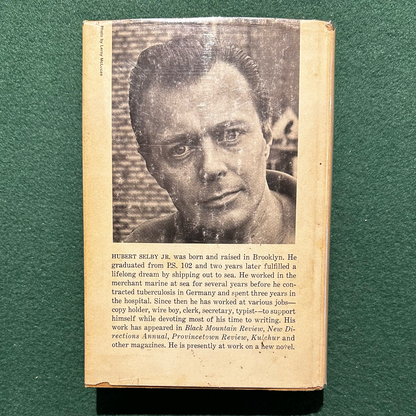 Photo by Larry McLucas
HUBERT SELBY JR. was born and raised in Brooklyn. He
graduated from P.S. 102 and two years later fulfilled a
lifelong dream by shipping out to sea. He worked in the
merchant marine at sea for several years before he con-
tracted tuberculosis in Germany and spent three years in
the hospital. Since then he has worked at various jobs—
copy holder, wire boy, clerk, secretary, typist—to support
himself while devoting most of his time to writing. His
work has appeared in Black Mountain Review, New Di-
rections Annual, Provincetown Review, Kulchur and
other magazines. He is presently at work on a new novel.